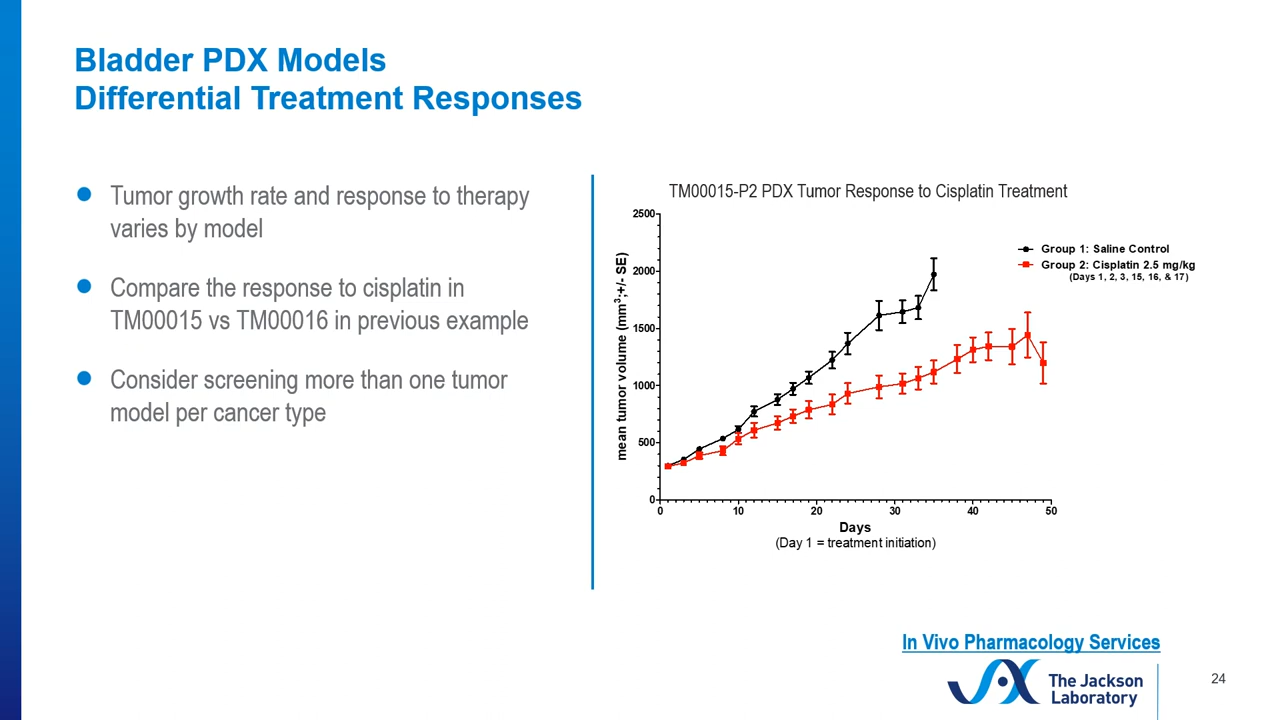 Bladder PDX Models
Differential Treatment Responses
● Tumor growth rate and response to therapy
varies by model
● Compare the response to cisplatin in
TM00015 vs TM00016 in previous example
● Consider screening more than one tumor
model per cancer type
TM00015-P2 PDX Tumor Response to Cisplatin Treatment
mean tumor volume (mm³;+/- SE)
2500
2000
1500
1000
500
0
0 10 20 30 40 50
Days
(Day 1 = treatment initiation)
Group 1: Saline Control
Group 2: Cisplatin 2.5 mg/kg
(Days 1, 2, 3, 15, 16, & 17)
In Vivo Pharmacology Services
JAX
The Jackson
Laboratory
24